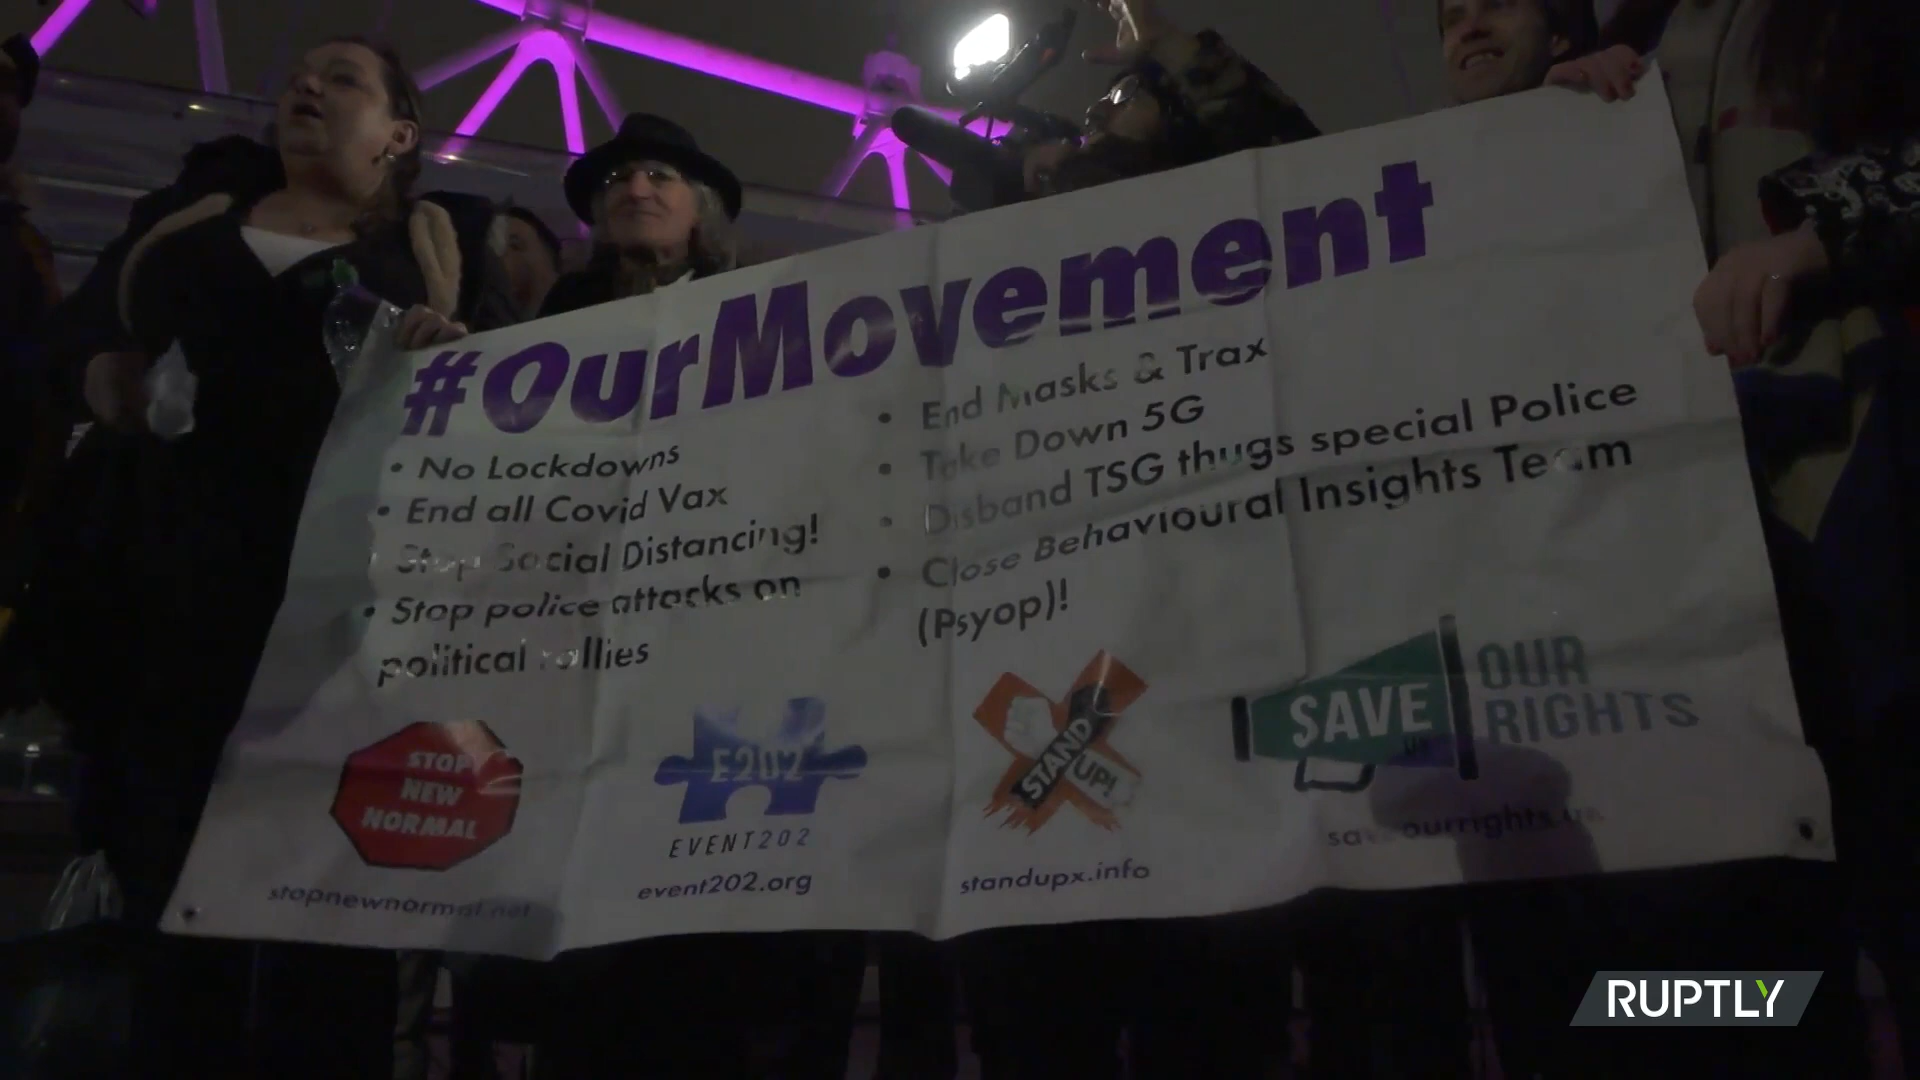 #OurMovement
• No Lockdowns
• End all Covid Vax
Stop Social Distancing!
• Stop police attacks on
political rallies
• End Masks & Trax
• Take Down 5G
• Disband TSG thugs special Police
• Close Behavioural Insights Team
(Psyop)!
STOP
NEW
NORMAL
stopnewnormal.net
E202
EVENT202
event202.org
STAND
UP!
standupx.info
SAVE
OUR
RIGHTS
saveourrights.uk
RUPTLY